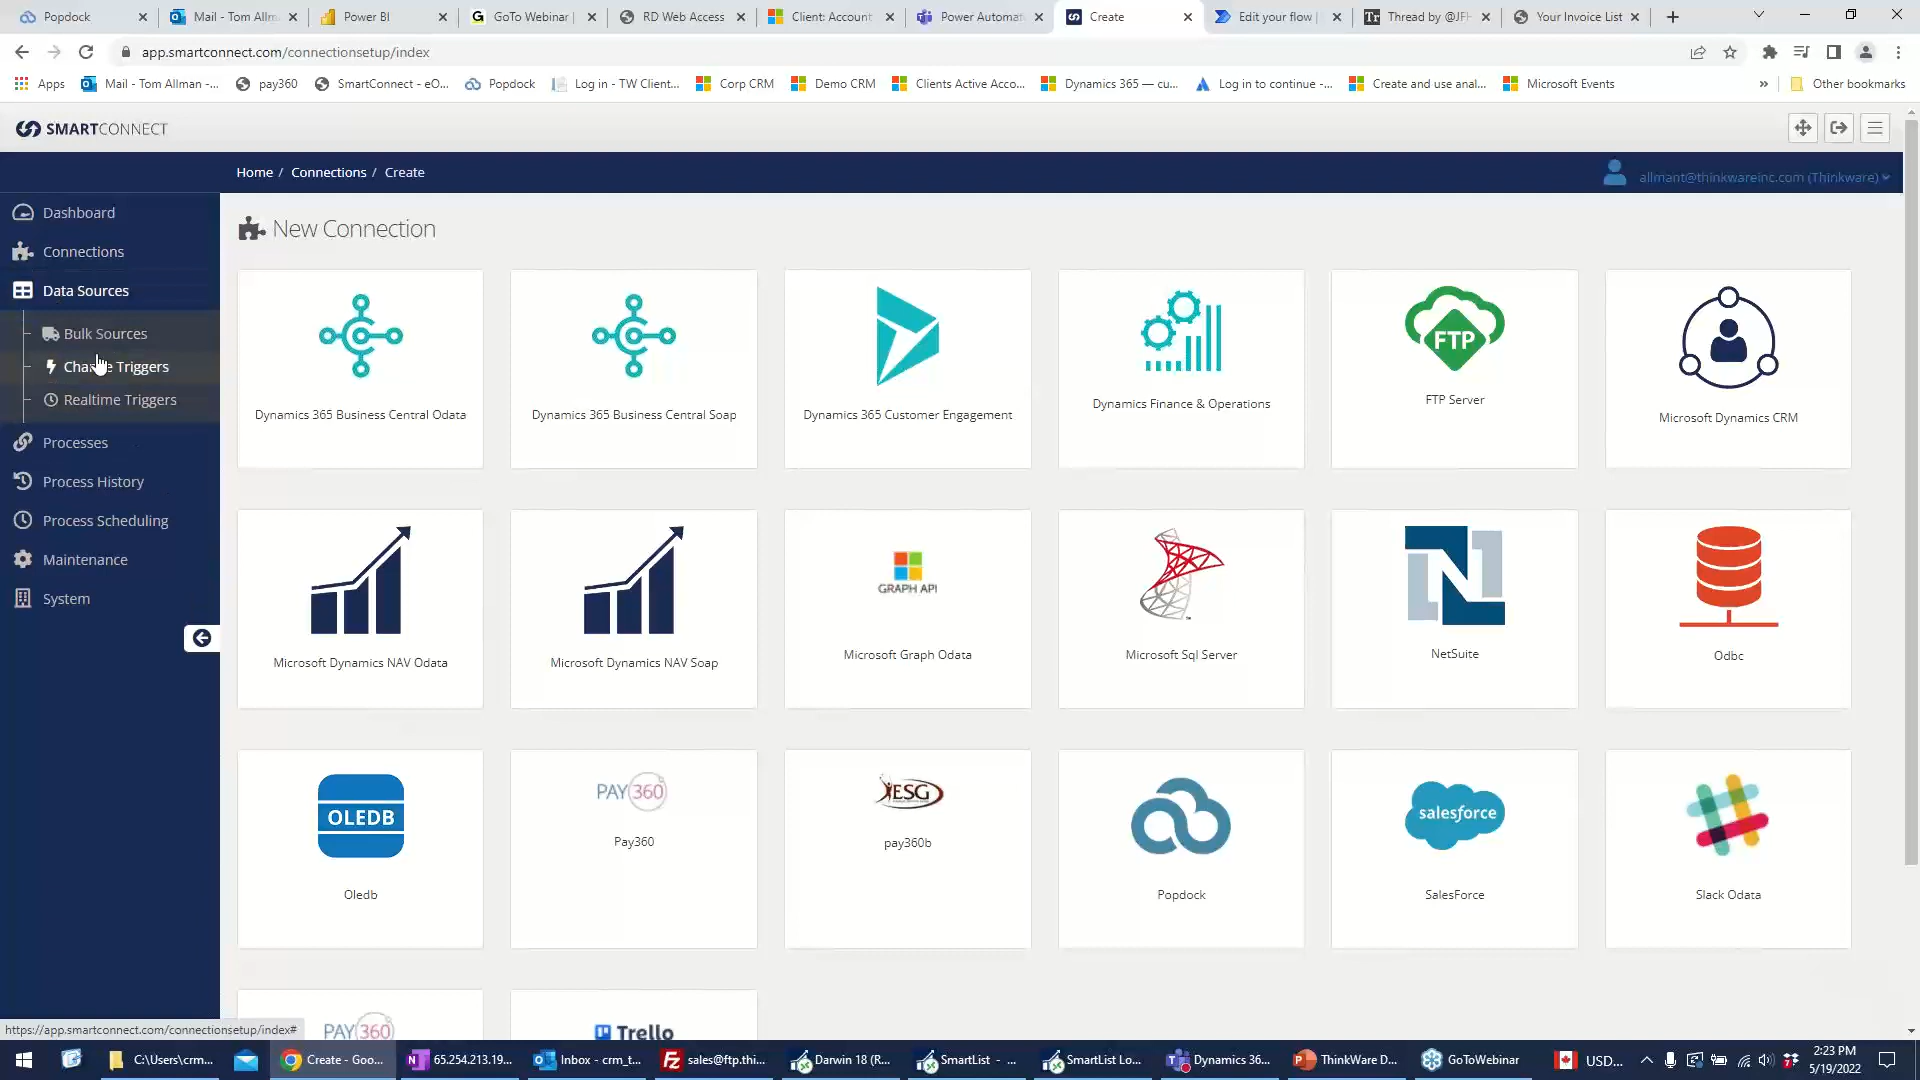 Popdock
Mail - Tom Allm
Power BI
GoTo Webinar
RD Web Access
Client: Account
Power Automat
Create
Edit your flow |
Thread by @JFH
Your Invoice List
app.smartconnect.com/connectionsetup/index
Apps
Mail - Tom Allman -...
pay360
SmartConnect - eO...
Popdock
Log in - TW Client...
Corp CRM
Demo CRM
Clients Active Acco...
Dynamics 365 — cu...
Log in to continue -...
Create and use anal...
Microsoft Events
»
Other bookmarks
SMARTCONNECT
Home / Connections / Create
allmant@thinkwareinc.com (Thinkware)
Dashboard
Connections
Data Sources
Bulk Sources
Triggers
Realtime Triggers
Processes
Process History
Process Scheduling
Maintenance
System
New Connection
Dynamics 365 Business Central Odata
Dynamics 365 Business Central Soap
Dynamics 365 Customer Engagement
Dynamics Finance & Operations
FTP
FTP Server
Microsoft Dynamics CRM
Microsoft Dynamics NAV Odata
Microsoft Dynamics NAV Soap
GRAPH API
Microsoft Graph Odata
Microsoft Sql Server
N
NetSuite
Odbc
OLEDB
Oledb
PAY360
Pay360
ESG
pay360b
Popdock
salesforce
SalesForce
Slack Odata
PAY360
Trello
https://app.smartconnect.com/connectionsetup/index#
C:\Users\crm...
Create - Goo...
65.254.213.19...
Inbox - crm_t...
sales@ftp.thi...
Darwin 18 (R...
SmartList - ...
SmartList Lo...
Dynamics 36...
ThinkWare D...
GoToWebinar
USD...
2:23 PM
5/19/2022